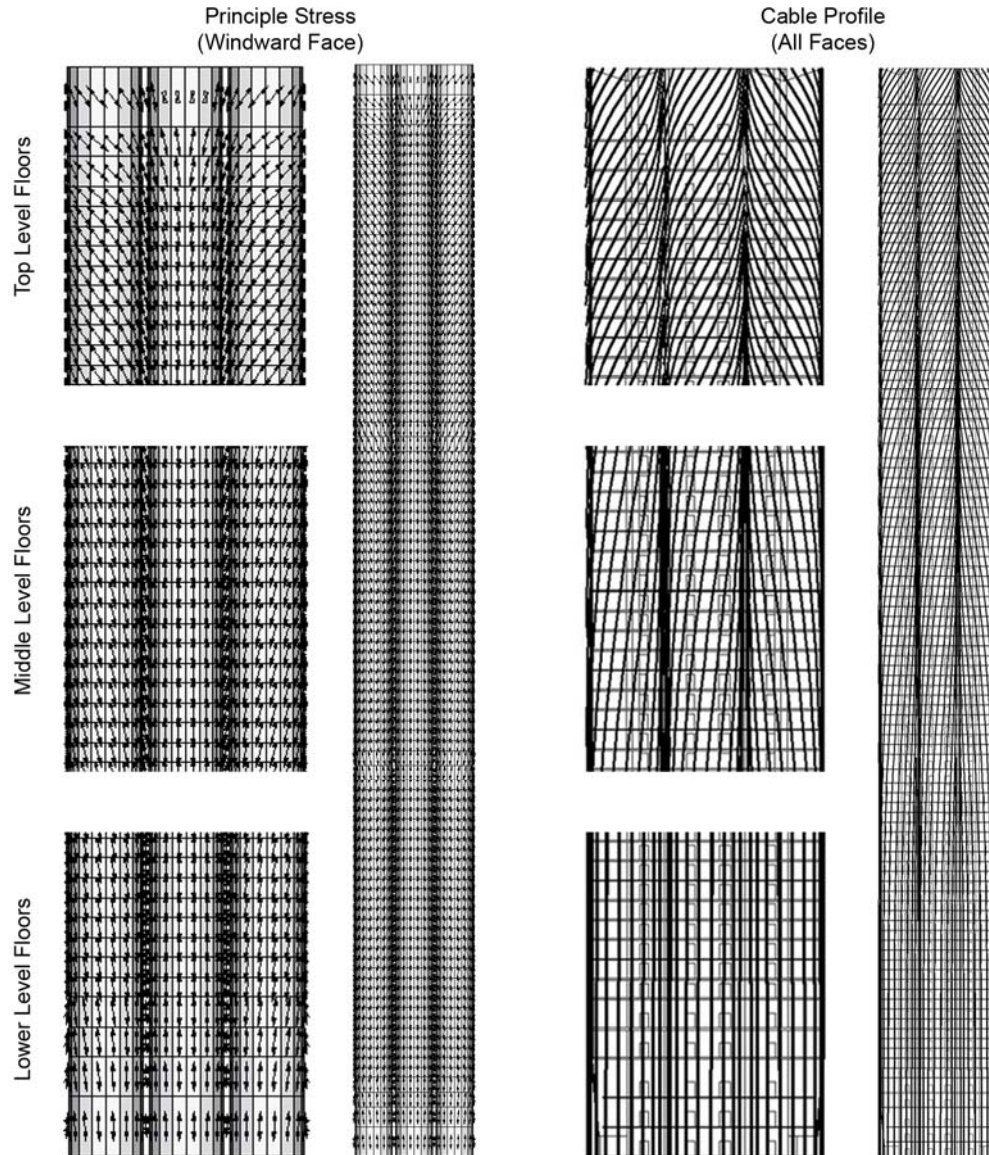 Principle Stress
(Windward Face)
Cable Profile
(All Faces)
Top Level Floors
Middle Level Floors
Lower Level Floors